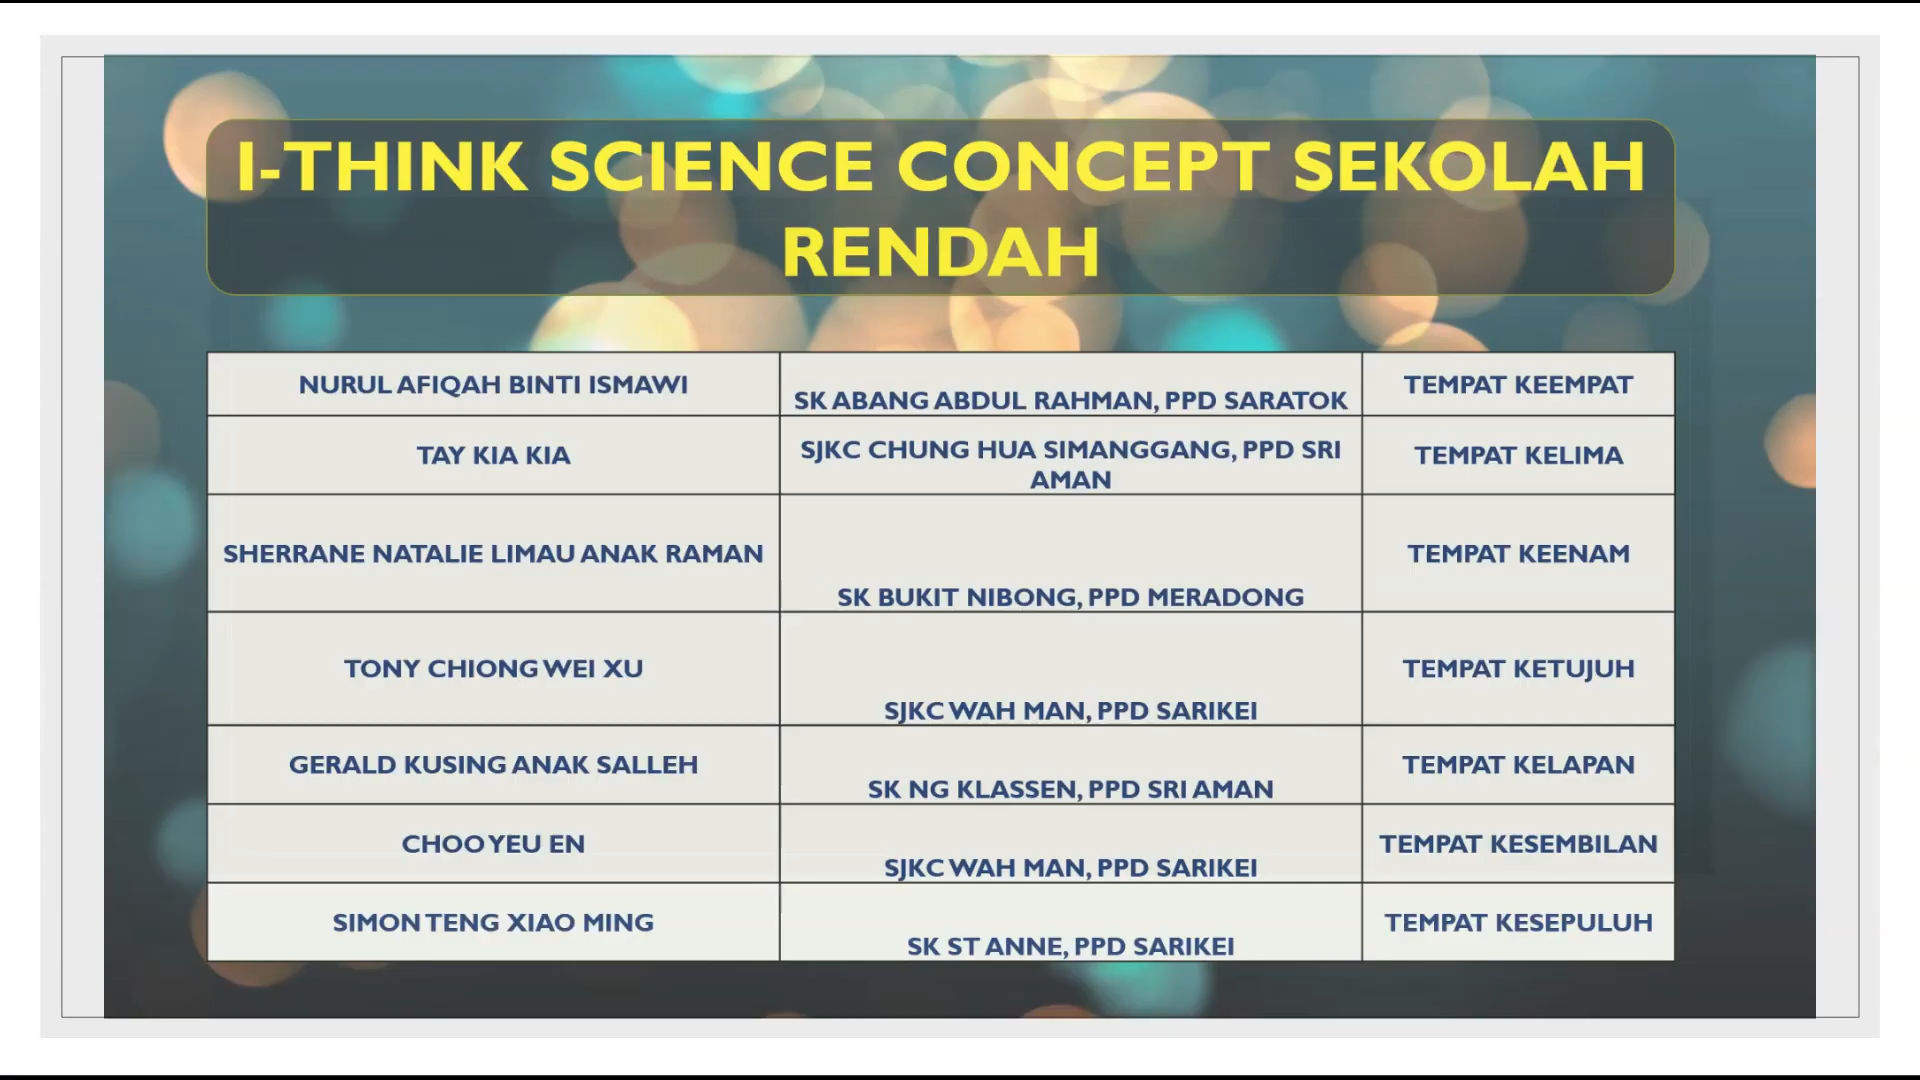 I-THINK SCIENCE CONCEPT SEKOLAH
RENDAH
NURUL AFIQAH BINTI ISMAWI
SK ABANG ABDUL RAHMAN, PPD SARATOK
TEMPAT KEEMPAT
TAY KIA KIA
SJKC CHUNG HUA SIMANGGANG, PPD SRI
AMAN
TEMPAT KELIMA
SHERRANE NATALIE LIMAU ANAK RAMAN
SK BUKIT NIBONG, PPD MERADONG
TEMPAT KEENAM
TONY CHIONG WEI XU
SJKC WAH MAN, PPD SARIKEI
TEMPAT KETUJUH
GERALD KUSING ANAK SALLEH
SK NG KLASSEN, PPD SRI AMAN
TEMPAT KELAPAN
CHOO YEU EN
SJKC WAH MAN, PPD SARIKEI
TEMPAT KESEMBILAN
SIMON TENG XIAO MING
SK ST ANNE, PPD SARIKEI
TEMPAT KESEPULUH